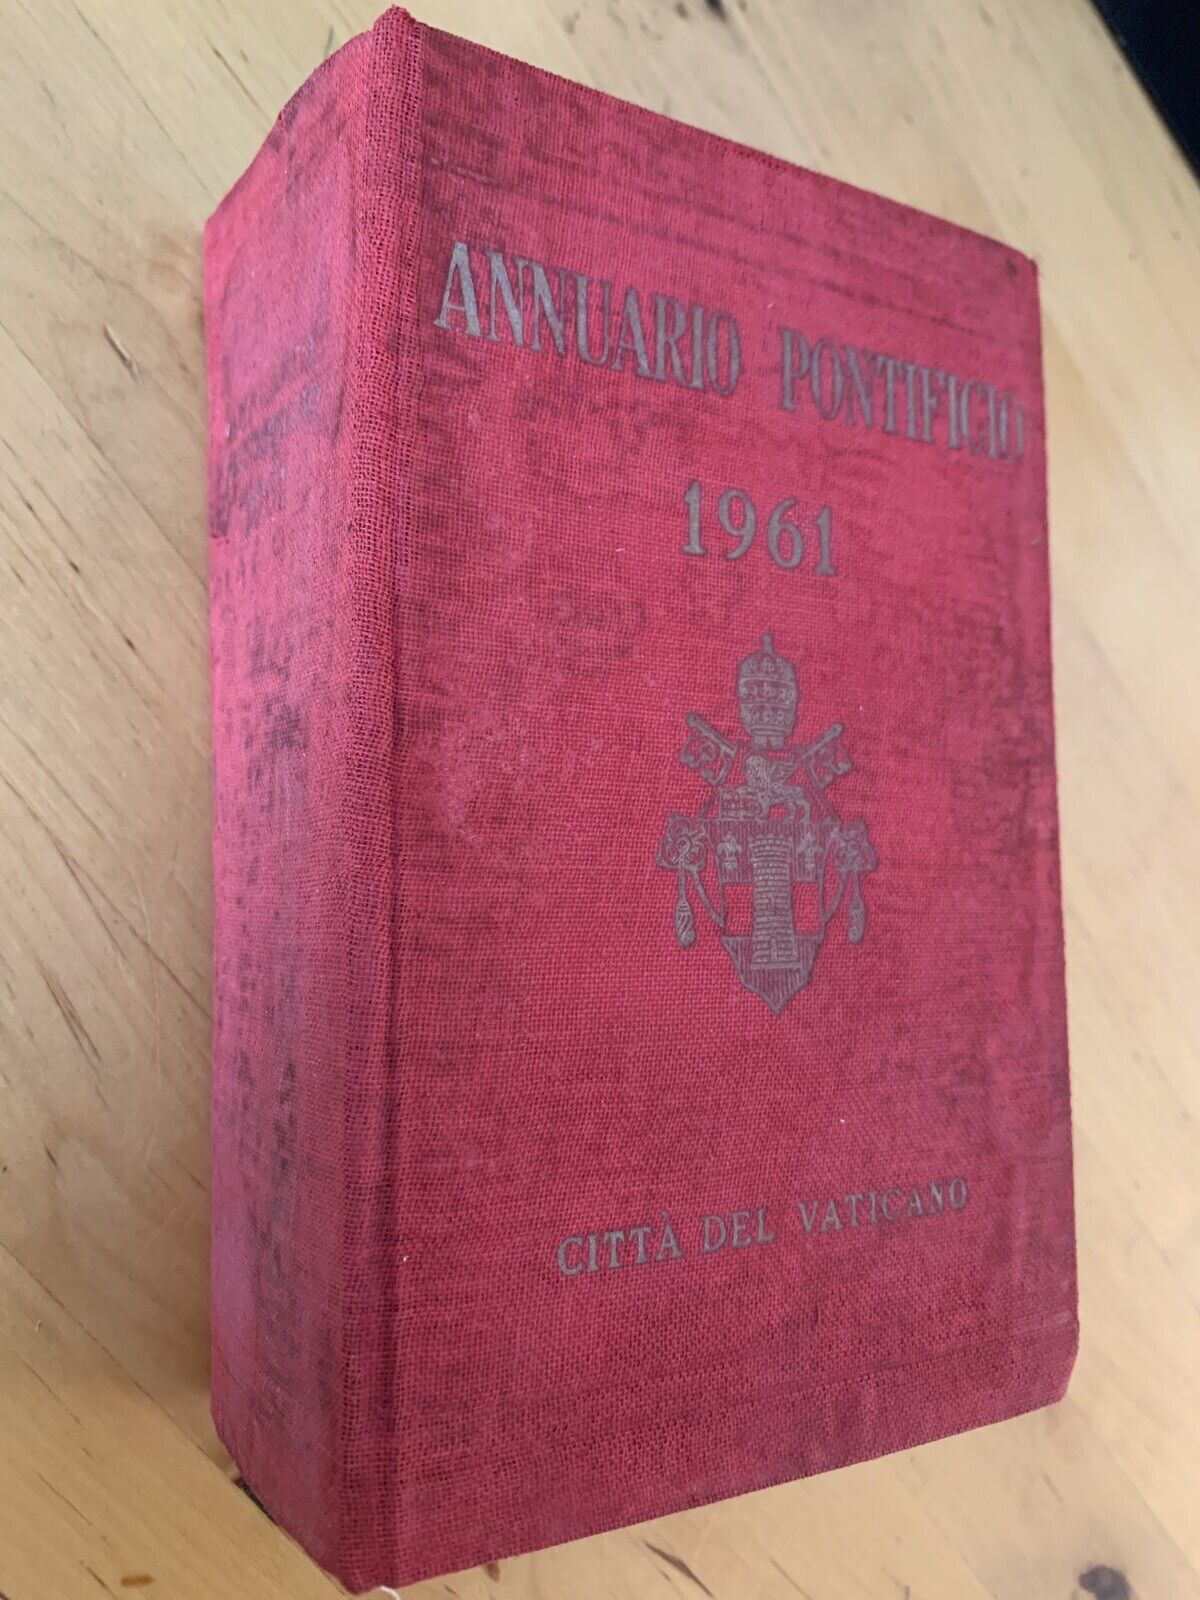 ANNUARIO PONTIFICIO
1961
CITTÀ DEL VATICANO